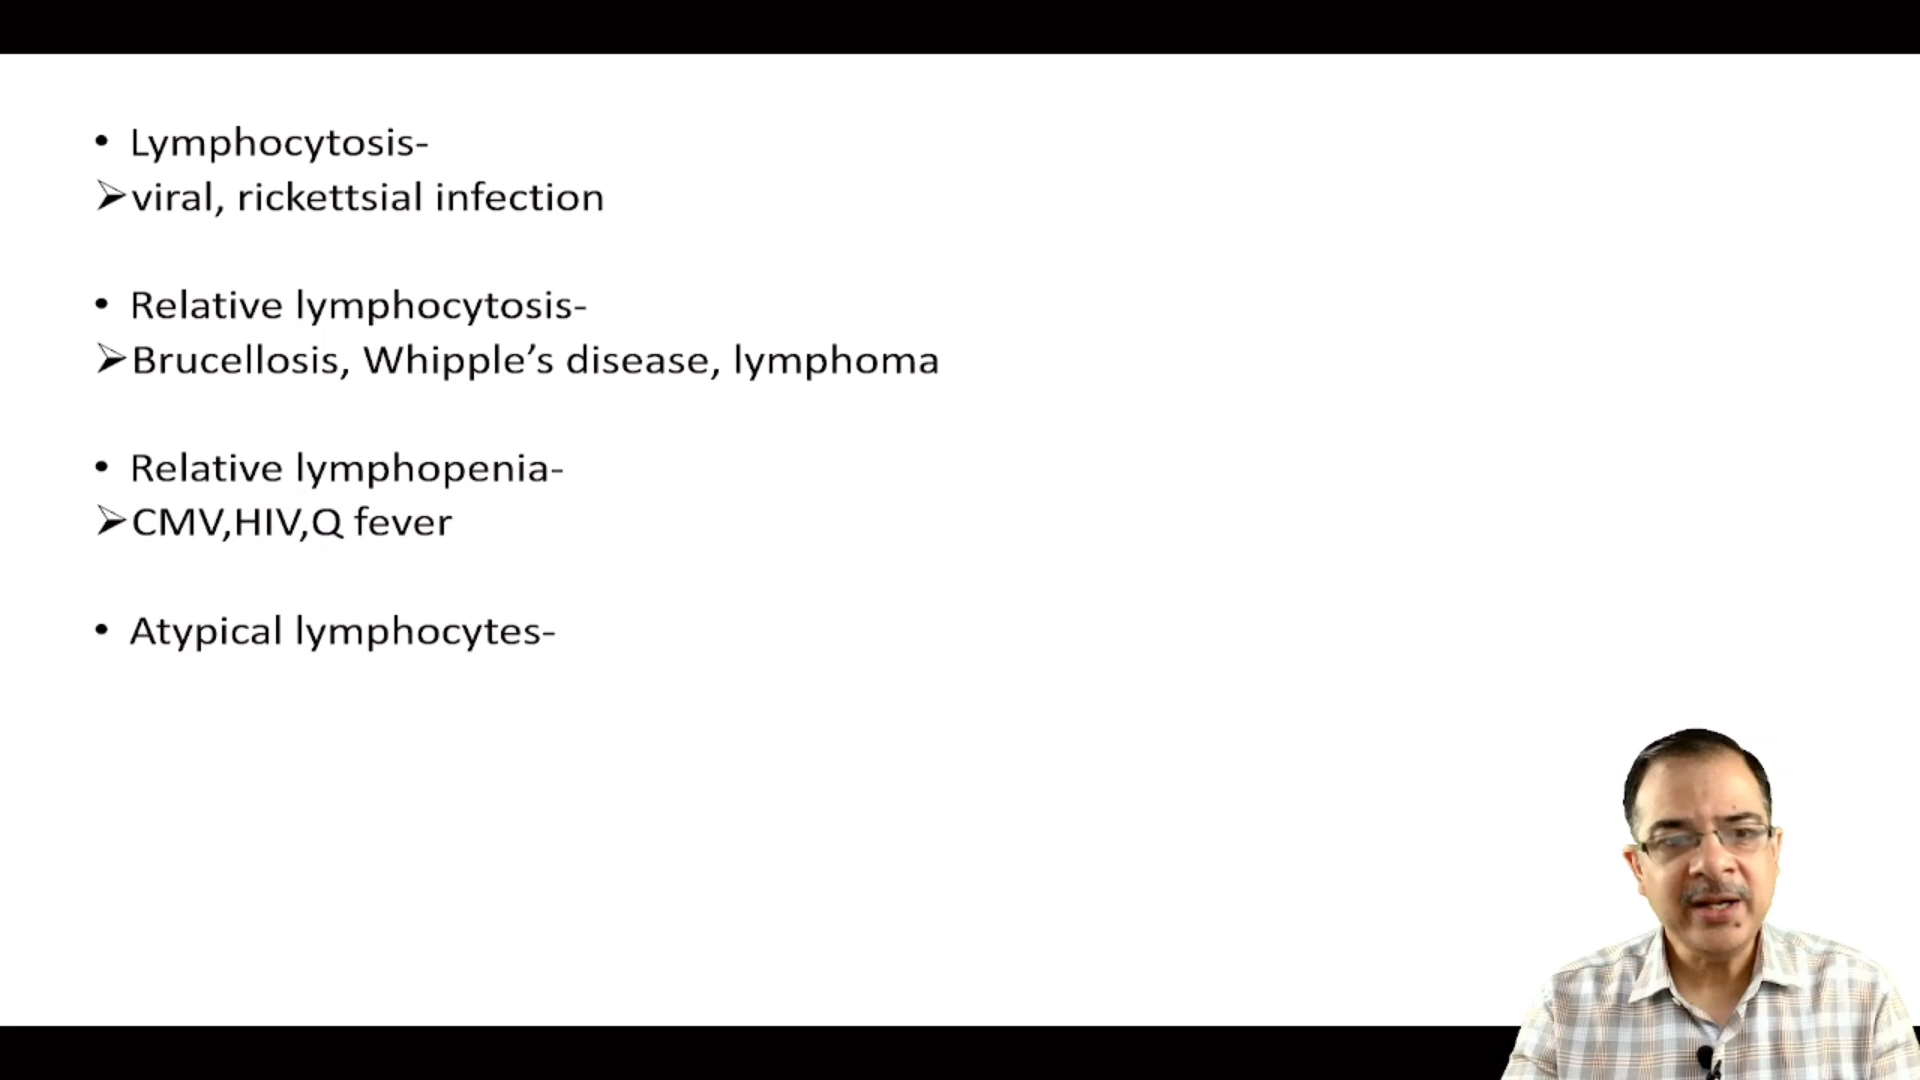 • Lymphocytosis-
➢viral, rickettsial infection
• Relative lymphocytosis-
➢Brucellosis, Whipple’s disease, lymphoma
• Relative lymphopenia-
➢CMV,HIV,Q fever
• Atypical lymphocytes-